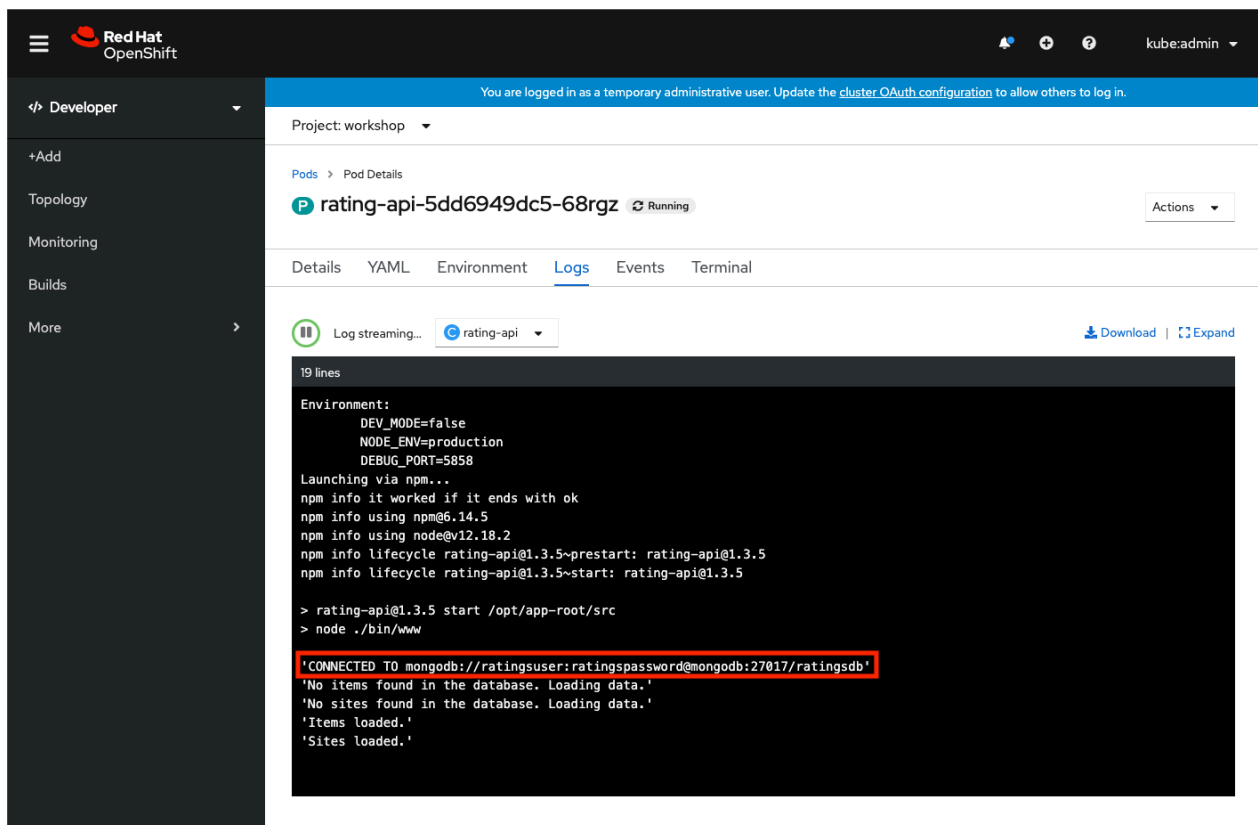 Red Hat
OpenShift
kube:admin
Developer
You are logged in as a temporary administrative user. Update the cluster OAuth configuration to allow others to log in.
Project: workshop
+Add
Topology
Monitoring
Builds
More
Pods > Pod Details
P rating-api-5dd6949dc5-68rgz Running
Actions
Details YAML Environment Logs Events Terminal
Log streaming... C rating-api
Download | Expand
19 lines
Environment:
DEV_MODE=false
NODE_ENV=production
DEBUG_PORT=5858
Launching via npm...
npm info it worked if it ends with ok
npm info using npm@6.14.5
npm info using node@v12.18.2
npm info lifecycle rating-api@1.3.5~prestart: rating-api@1.3.5
npm info lifecycle rating-api@1.3.5~start: rating-api@1.3.5
> rating-api@1.3.5 start /opt/app-root/src
> node ./bin/www
'CONNECTED TO mongodb://ratingsuser:ratingspassword@mongodb:27017/ratingsdb'
'No items found in the database. Loading data.'
'No sites found in the database. Loading data.'
'Items loaded.'
'Sites loaded.'